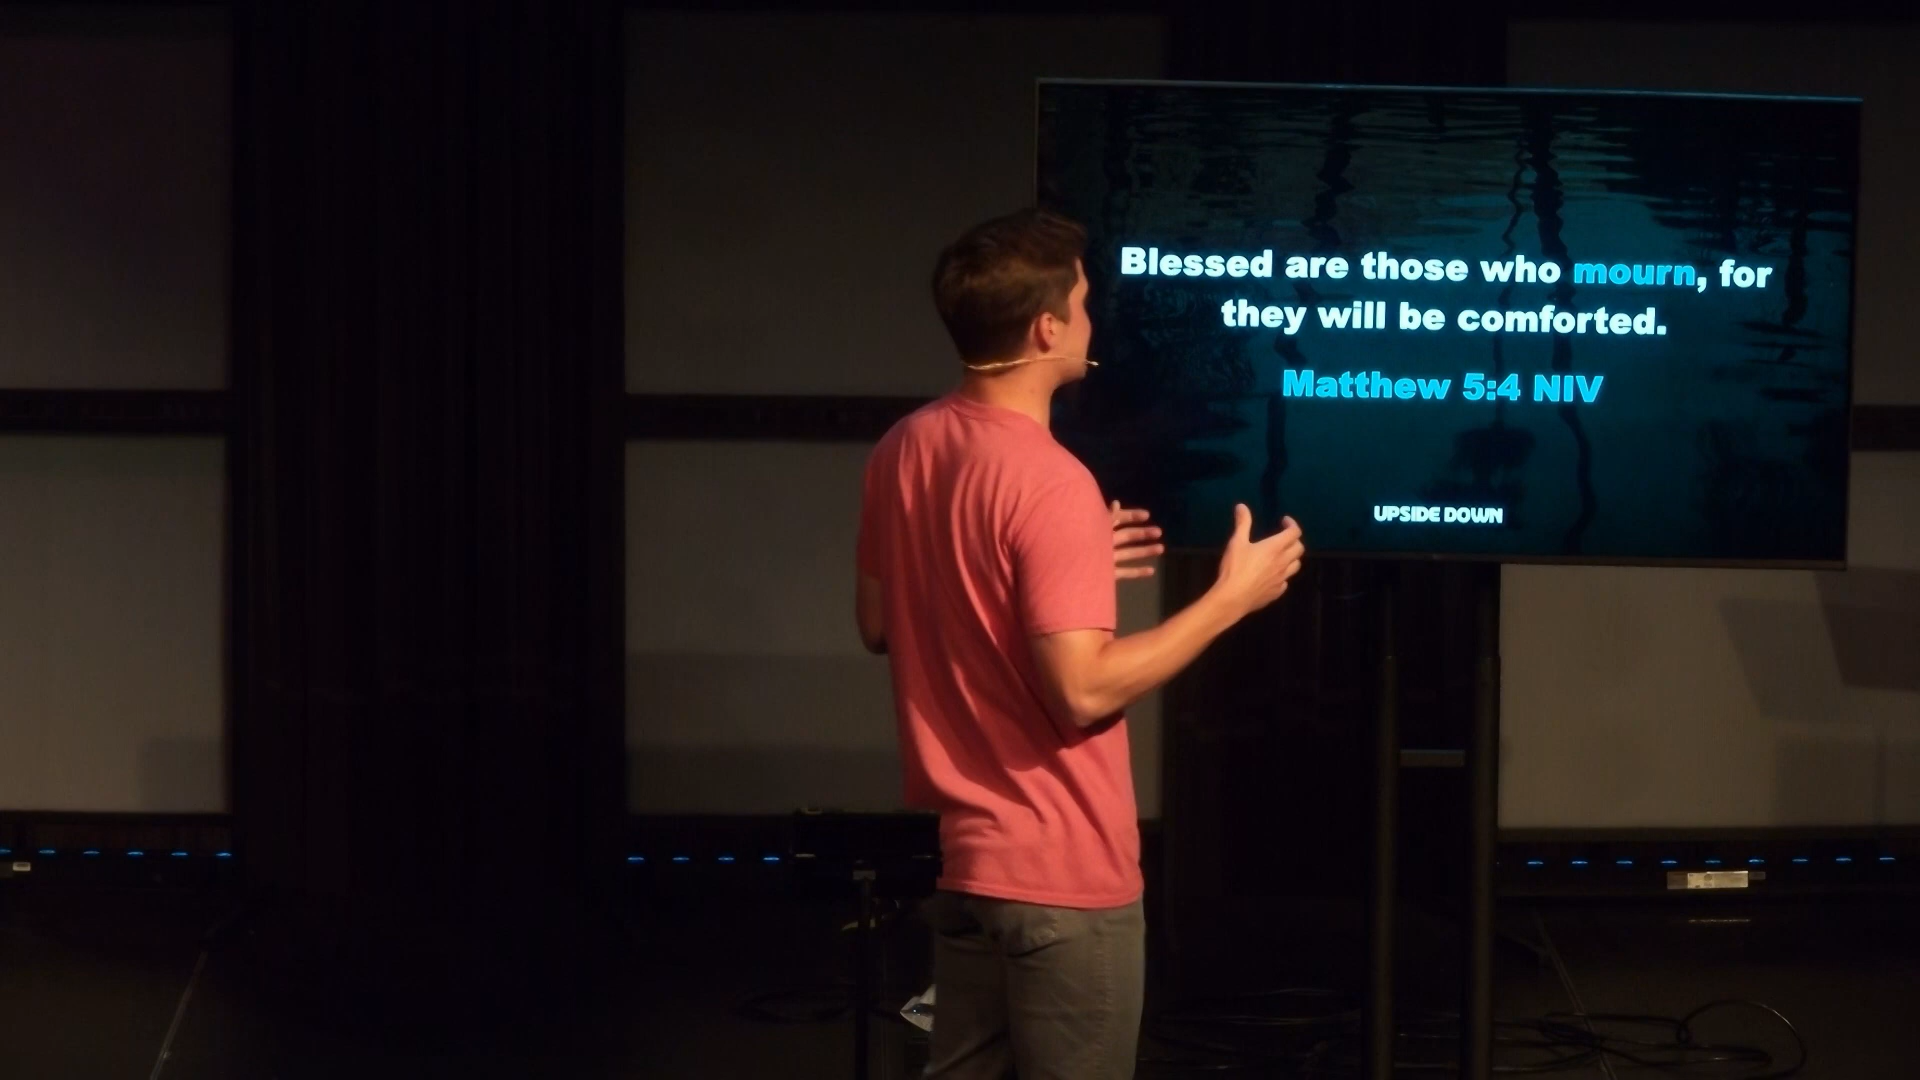 Blessed are those who mourn, for
they will be comforted.
Matthew 5:4 NIV
UPSIDE DOWN